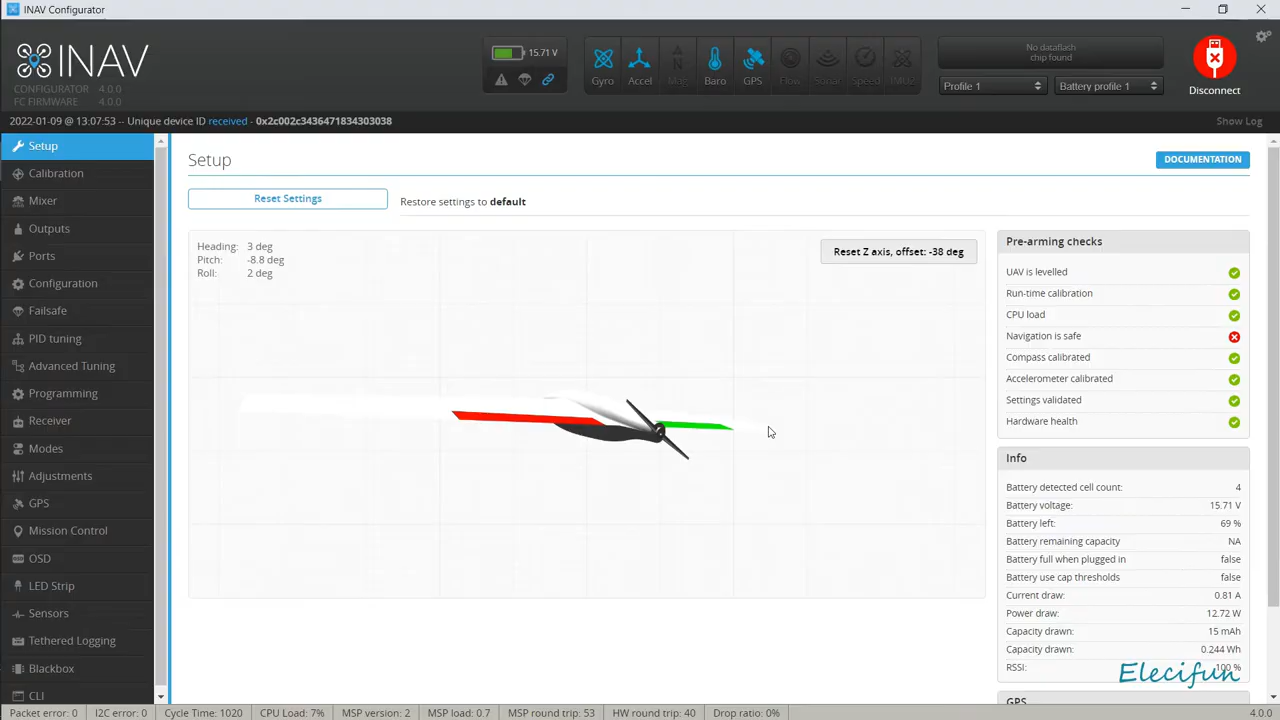 INAV Configurator
INAV
CONFIGURATOR 4.0.0
FC FIRMWARE 4.0.0
15.71 V
Gyro Accel Mag Baro GPS Flow Sonar Speed IMU2
No dataflash
chip found
Profile 1
Battery profile 1
Disconnect
2022-01-09 @ 13:07:53 -- Unique device ID received - 0x2c002c3436471834303038
Show Log
Setup
Calibration
Mixer
Outputs
Ports
Configuration
Failsafe
PID tuning
Advanced Tuning
Programming
Receiver
Modes
Adjustments
GPS
Mission Control
OSD
LED Strip
Sensors
Tethered Logging
Blackbox
CLI
Setup
DOCUMENTATION
Reset Settings
Restore settings to default
Heading: 3 deg
Pitch: -8.8 deg
Roll: 2 deg
Reset Z axis, offset: -38 deg
Pre-arming checks
UAV is levelled
Run-time calibration
CPU load
Navigation is safe
Compass calibrated
Accelerometer calibrated
Settings validated
Hardware health
Info
Battery detected cell count: 4
Battery voltage: 15.71 V
Battery left: 69 %
Battery remaining capacity NA
Battery full when plugged in false
Battery use cap thresholds false
Current draw: 0.81 A
Power draw: 12.72 W
Capacity drawn: 15 mAh
Capacity drawn: 0.244 Wh
RSSI: 100 %
Elecifun
GPS
Packet error: 0 I2C error: 0 Cycle Time: 1020 CPU Load: 7% MSP version: 2 MSP load: 0.7 MSP round trip: 53 HW round trip: 40 Drop ratio: 0% 4.0.0